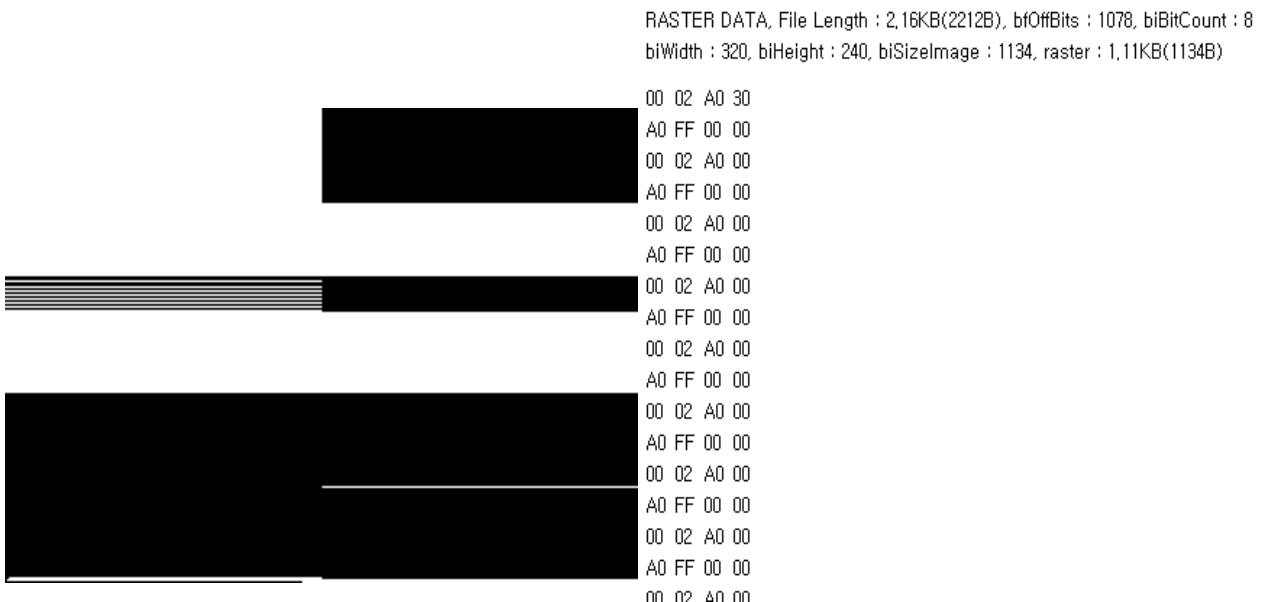 RASTER DATA, File Length : 2,16KB(2212B), bfOffBits : 1078, biBitCount : 8
biWidth : 320, biHeight : 240, biSizeImage : 1134, raster : 1,11KB(1134B)
00 02 A0 30
A0 FF 00 00
00 02 A0 00
A0 FF 00 00
00 02 A0 00
A0 FF 00 00
00 02 A0 00
A0 FF 00 00
00 02 A0 00
A0 FF 00 00
00 02 A0 00
A0 FF 00 00
00 02 A0 00
A0 FF 00 00
00 02 A0 00
A0 FF 00 00
00 02 A0 00